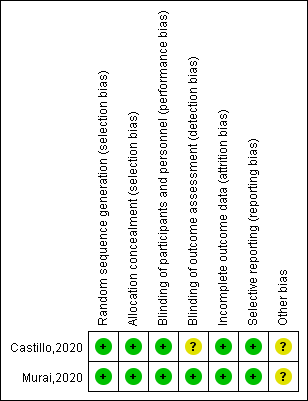 Random sequence generation (selection bias)
Allocation concealment (selection bias)
Blinding of participants and personnel (performance bias)
Blinding of outcome assessment (detection bias)
Incomplete outcome data (attrition bias)
Selective reporting (reporting bias)
Other bias
Castillo,2020 + + + ? + + ?
Murai,2020 + + + + + + ?